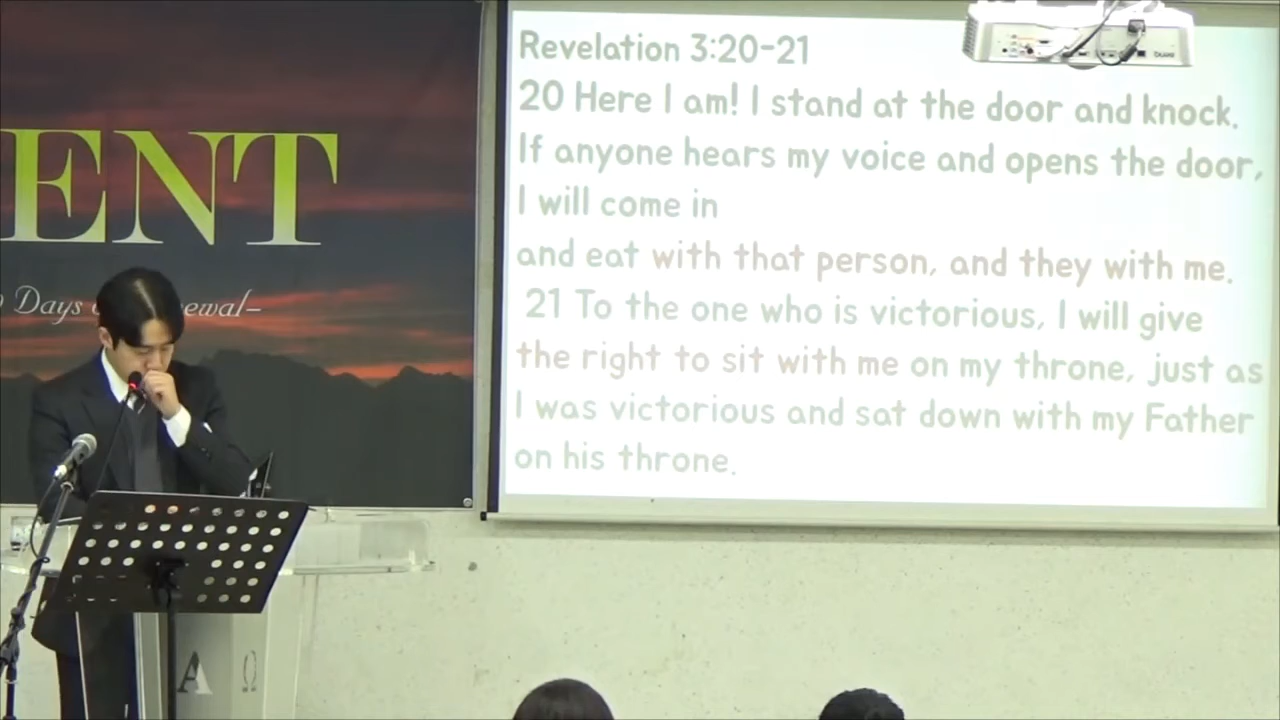 ENT
Days ewal–
Revelation 3:20-21
20 Here I am! I stand at the door and knock.
If anyone hears my voice and opens the door,
I will come in
and eat with that person, and they with me.
21 To the one who is victorious, I will give
the right to sit with me on my throne, just as
I was victorious and sat down with my Father
on his throne.
BenQ
A Ω